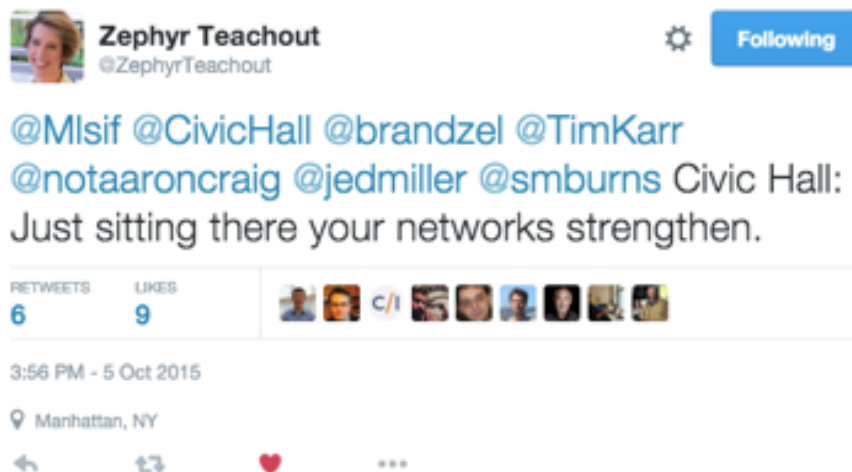 Zephyr Teachout
@ZephyrTeachout
Following
@Mlsif @CivicHall @brandzel @TimKarr
@notaaroncraig @jedmiller @smburns Civic Hall:
Just sitting there your networks strengthen.
RETWEETS LIKES
6 9
C/I
3:56 PM - 5 Oct 2015
Manhattan, NY